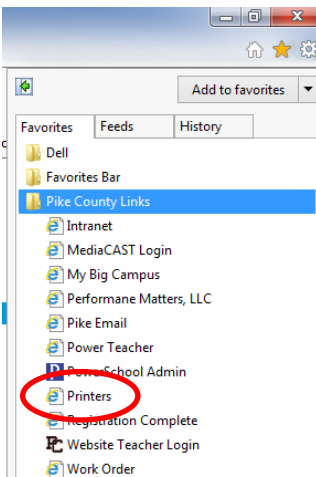 Add to favorites
Favorites Feeds History
Dell
Favorites Bar
Pike County Links
Intranet
MediaCAST Login
My Big Campus
Performane Matters, LLC
Pike Email
Power Teacher
PowerSchool Admin
Printers
Registration Complete
Website Teacher Login
Work Order